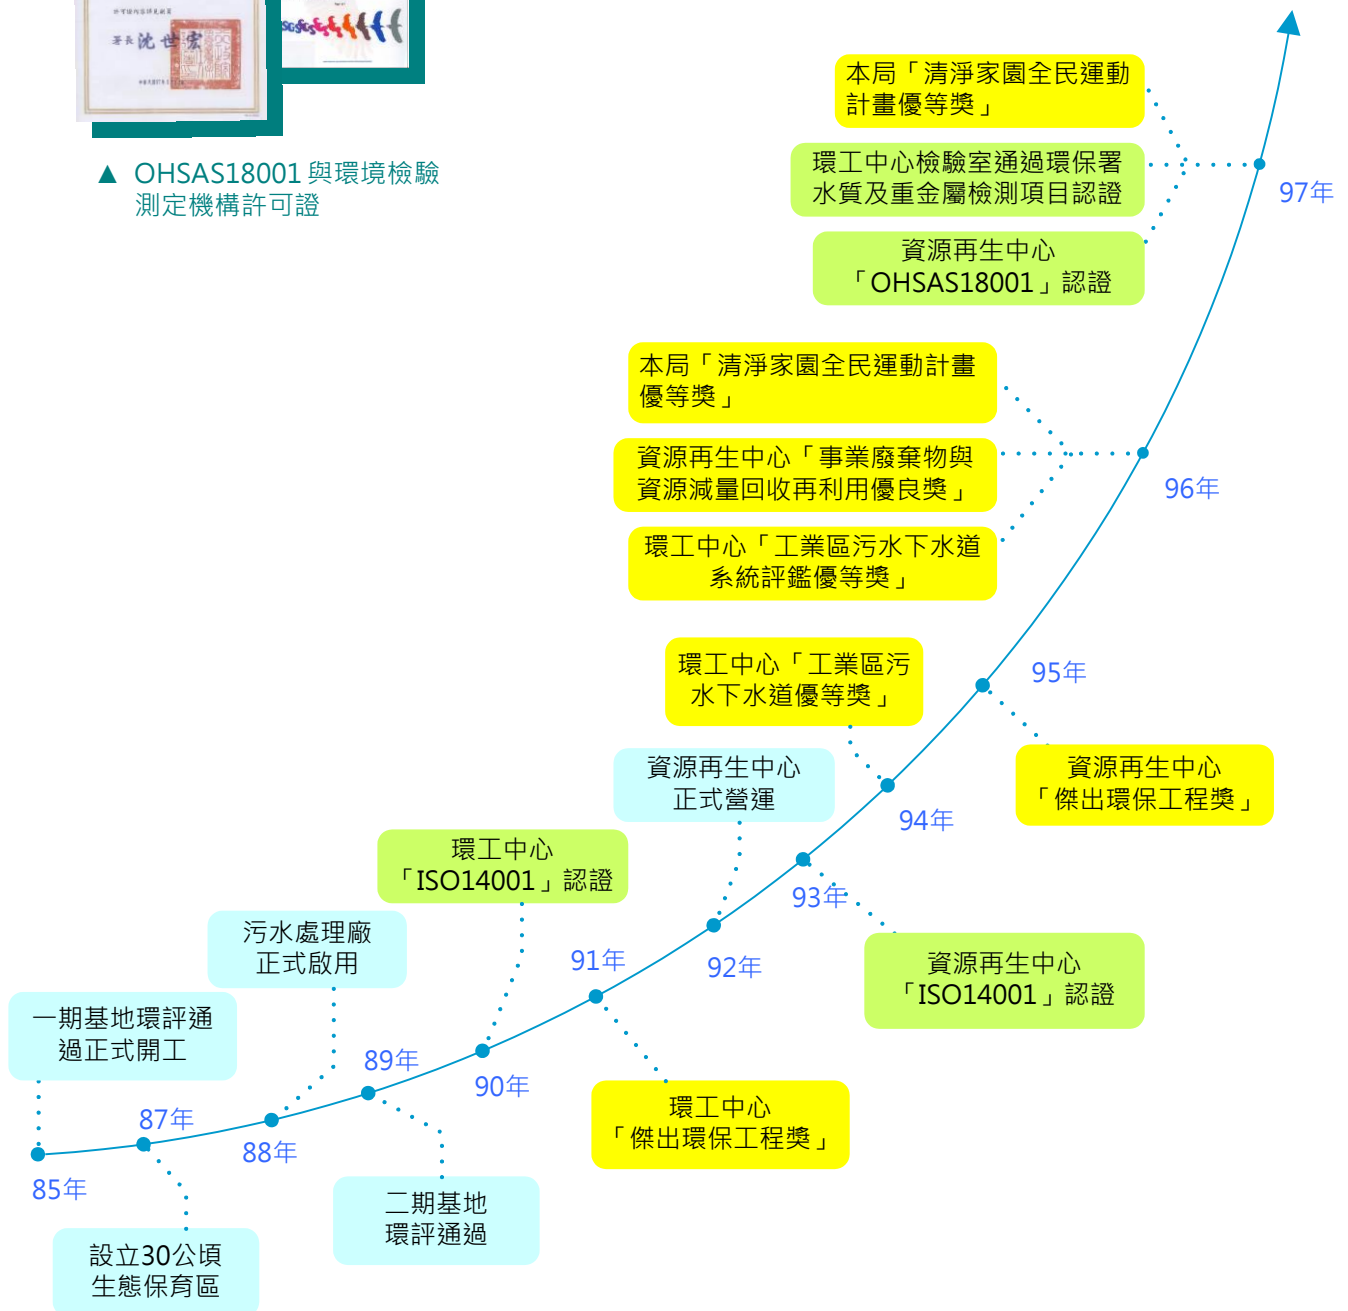 署長沈世宏
▲ OHSAS18001 與環境檢驗
測定機構許可證
本局「清淨家園全民運動
計畫優等獎」
環工中心檢驗室通過環保署
水質及重金屬檢測項目認證
資源再生中心
「OHSAS18001」認證
97年
本局「清淨家園全民運動計畫
優等獎」
資源再生中心「事業廢棄物與
資源減量回收再利用優良獎」
環工中心「工業區污水下水道
系統評鑑優等獎」
96年
環工中心「工業區污
水下水道優等獎」
95年
資源再生中心
「傑出環保工程獎」
資源再生中心
正式營運
94年
環工中心
「ISO14001」認證
93年
污水處理廠
正式啟用
91年
92年
資源再生中心
「ISO14001」認證
一期基地環評通
過正式開工
89年
90年
環工中心
「傑出環保工程獎」
87年
88年
85年
二期基地
環評通過
設立30公頃
生態保育區